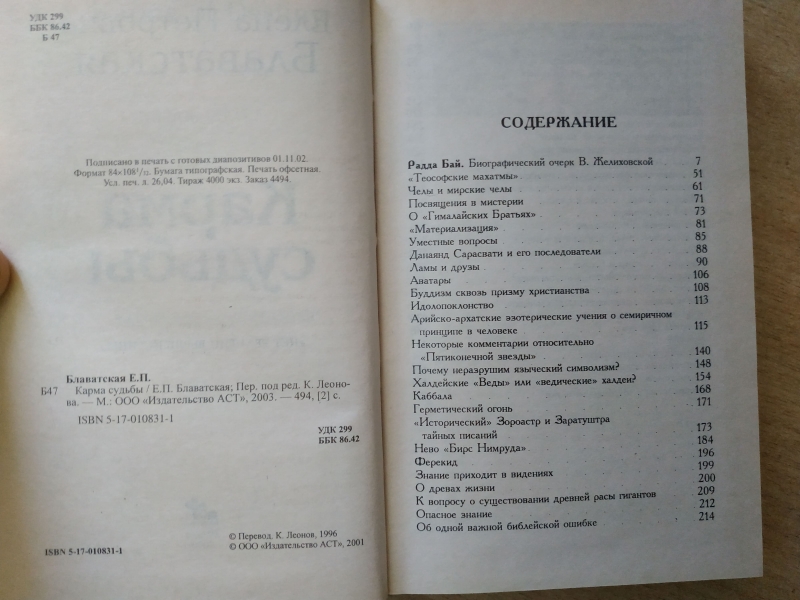 УДК 299
ББК 86.42
Б 47
Подписано в печать с готовых диапозитивов 01.11.02.
Формат 84×108¹/₃₂. Бумага типографская. Печать офсетная.
Усл. печ. л. 26,04. Тираж 4000 экз. Заказ 4494.
Блаватская Е.П.
Б47 Карма судьбы / Е.П. Блаватская; Пер. под ред. К. Леоно-
ва. — М.: ООО «Издательство АСТ», 2003. — 494, [2] с.
ISBN 5-17-010831-1
УДК 299
ББК 86.42
© Перевод. К. Леонов, 1996
ISBN 5-17-010831-1 © ООО «Издательство АСТ», 2001
СОДЕРЖАНИЕ
Радда Бай. Биографический очерк В. Желиховской 7
«Теософские махатмы» 51
Челы и мирские челы 61
Посвящения в мистерии 71
О «Гималайских Братьях» 73
«Материализация» 81
Уместные вопросы 85
Данаянд Сарасвати и его последователи 88
Ламы и друзы 90
Аватары 106
Буддизм сквозь призму христианства 108
Идолопоклонство 113
Арийско-архатские эзотерические учения о семиричном
принципе в человеке 115
Некоторые комментарии относительно
«Пятиконечной звезды» 140
Почему неразрушим языческий символизм? 148
Халдейские «Веды» или «ведические» халдеи? 154
Каббала 168
Герметический огонь 171
«Исторический» Зороастр и Заратуштра
тайных писаний 173
Нево «Бирс Нимруда» 184
Ферекид 196
Знание приходит в видениях 199
О древах жизни 200
К вопросу о существовании древней расы гигантов 209
Опасное знание 212
Об одной важной библейской ошибке 214